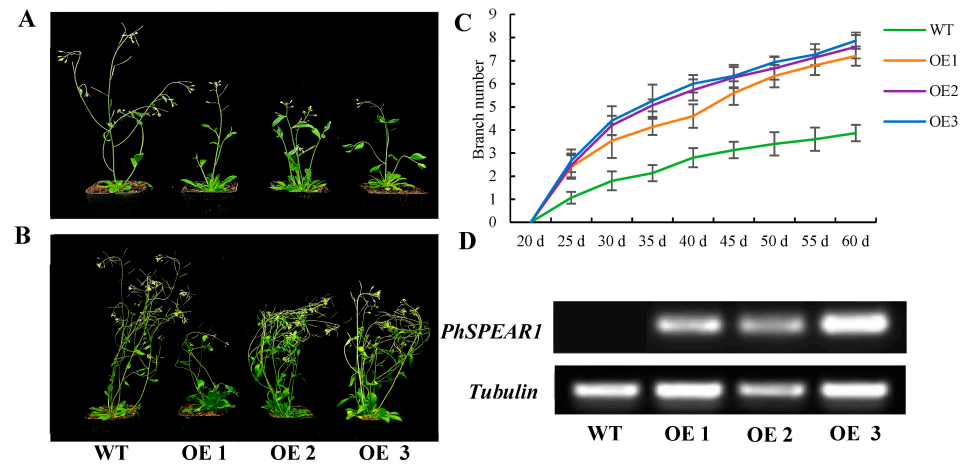 A
B
WT OE 1 OE 2 OE 3
C
Branch number
9
8
7
6
5
4
3
2
1
0
20 d 25 d 30 d 35 d 40 d 45 d 50 d 55 d 60 d
WT
OE1
OE2
OE3
D
PhSPEAR1
Tubulin
WT OE 1 OE 2 OE 3